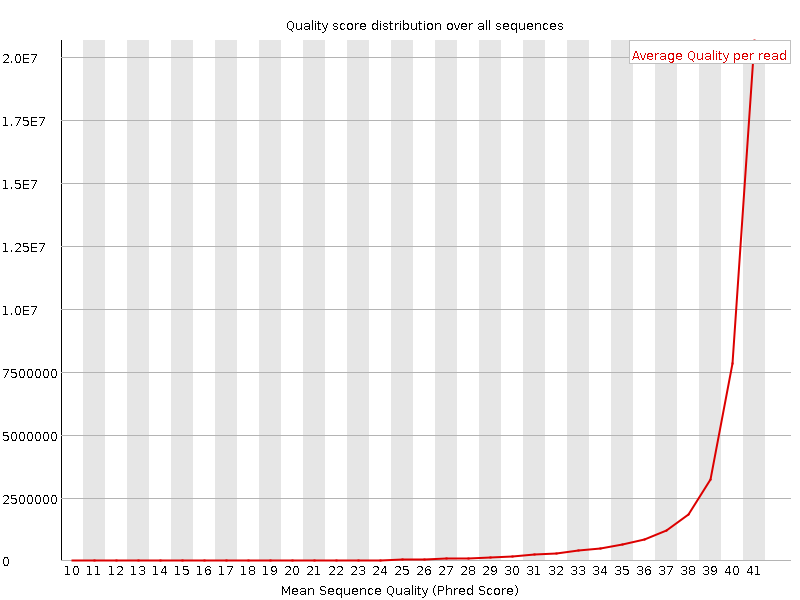 Quality score distribution over all sequences
Average Quality per read
2.0E7
1.75E7
1.5E7
1.25E7
1.0E7
7500000
5000000
2500000
0
10 11 12 13 14 15 16 17 18 19 20 21 22 23 24 25 26 27 28 29 30 31 32 33 34 35 36 37 38 39 40 41
Mean Sequence Quality (Phred Score)